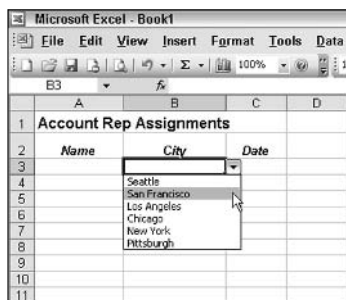 Microsoft Excel - Book1
File Edit View Insert Format Tools Data
100%
B3 fx
A B C D
1 Account Rep Assignments
2 Name City Date
3
4 Seattle
5 San Francisco
6 Los Angeles
7 Chicago
New York
8 Pittsburgh
9
10
11